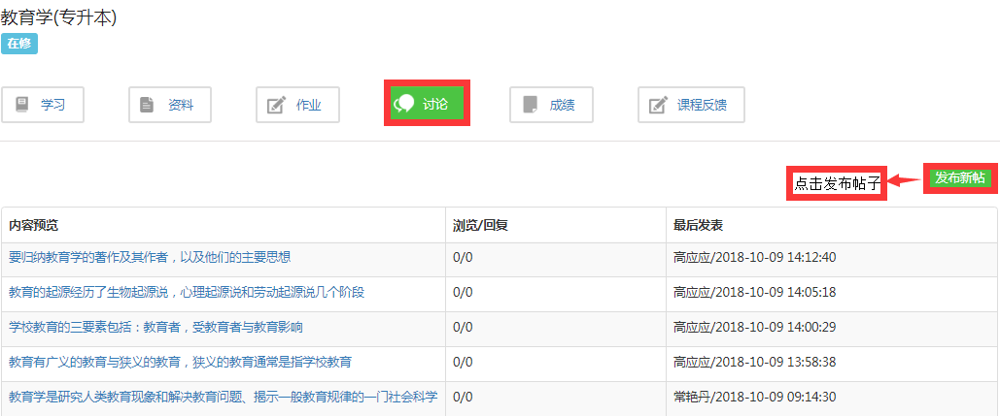 教育学(专升本)
在修
学习 资料 作业 讨论 成绩 课程反馈
点击发布帖子 发布新帖
内容预览 浏览/回复 最后发表
要归纳教育学的著作及其作者，以及他们的主要思想 0/0 高应应/2018-10-09 14:12:40
教育的起源经历了生物起源说，心理起源说和劳动起源说几个阶段 0/0 高应应/2018-10-09 14:05:18
学校教育的三要素包括：教育者，受教育者与教育影响 0/0 高应应/2018-10-09 14:00:29
教育有广义的教育与狭义的教育，狭义的教育通常是指学校教育 0/0 高应应/2018-10-09 13:58:38
教育学是研究人类教育现象和解决教育问题、揭示一般教育规律的一门社会科学 0/0 常艳丹/2018-10-09 09:14:30